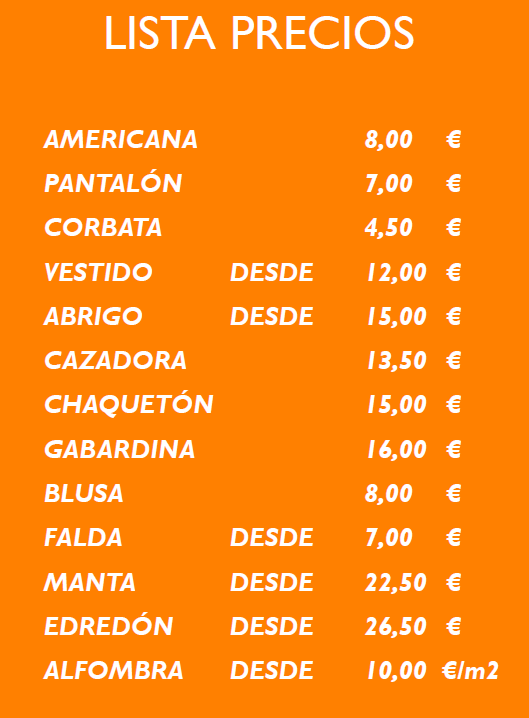 LISTA PRECIOS
AMERICANA 8,00 €
PANTALÓN 7,00 €
CORBATA 4,50 €
VESTIDO DESDE 12,00 €
ABRIGO DESDE 15,00 €
CAZADORA 13,50 €
CHAQUETÓN 15,00 €
GABARDINA 16,00 €
BLUSA 8,00 €
FALDA DESDE 7,00 €
MANTA DESDE 22,50 €
EDREDÓN DESDE 26,50 €
ALFOMBRA DESDE 10,00 €/m2